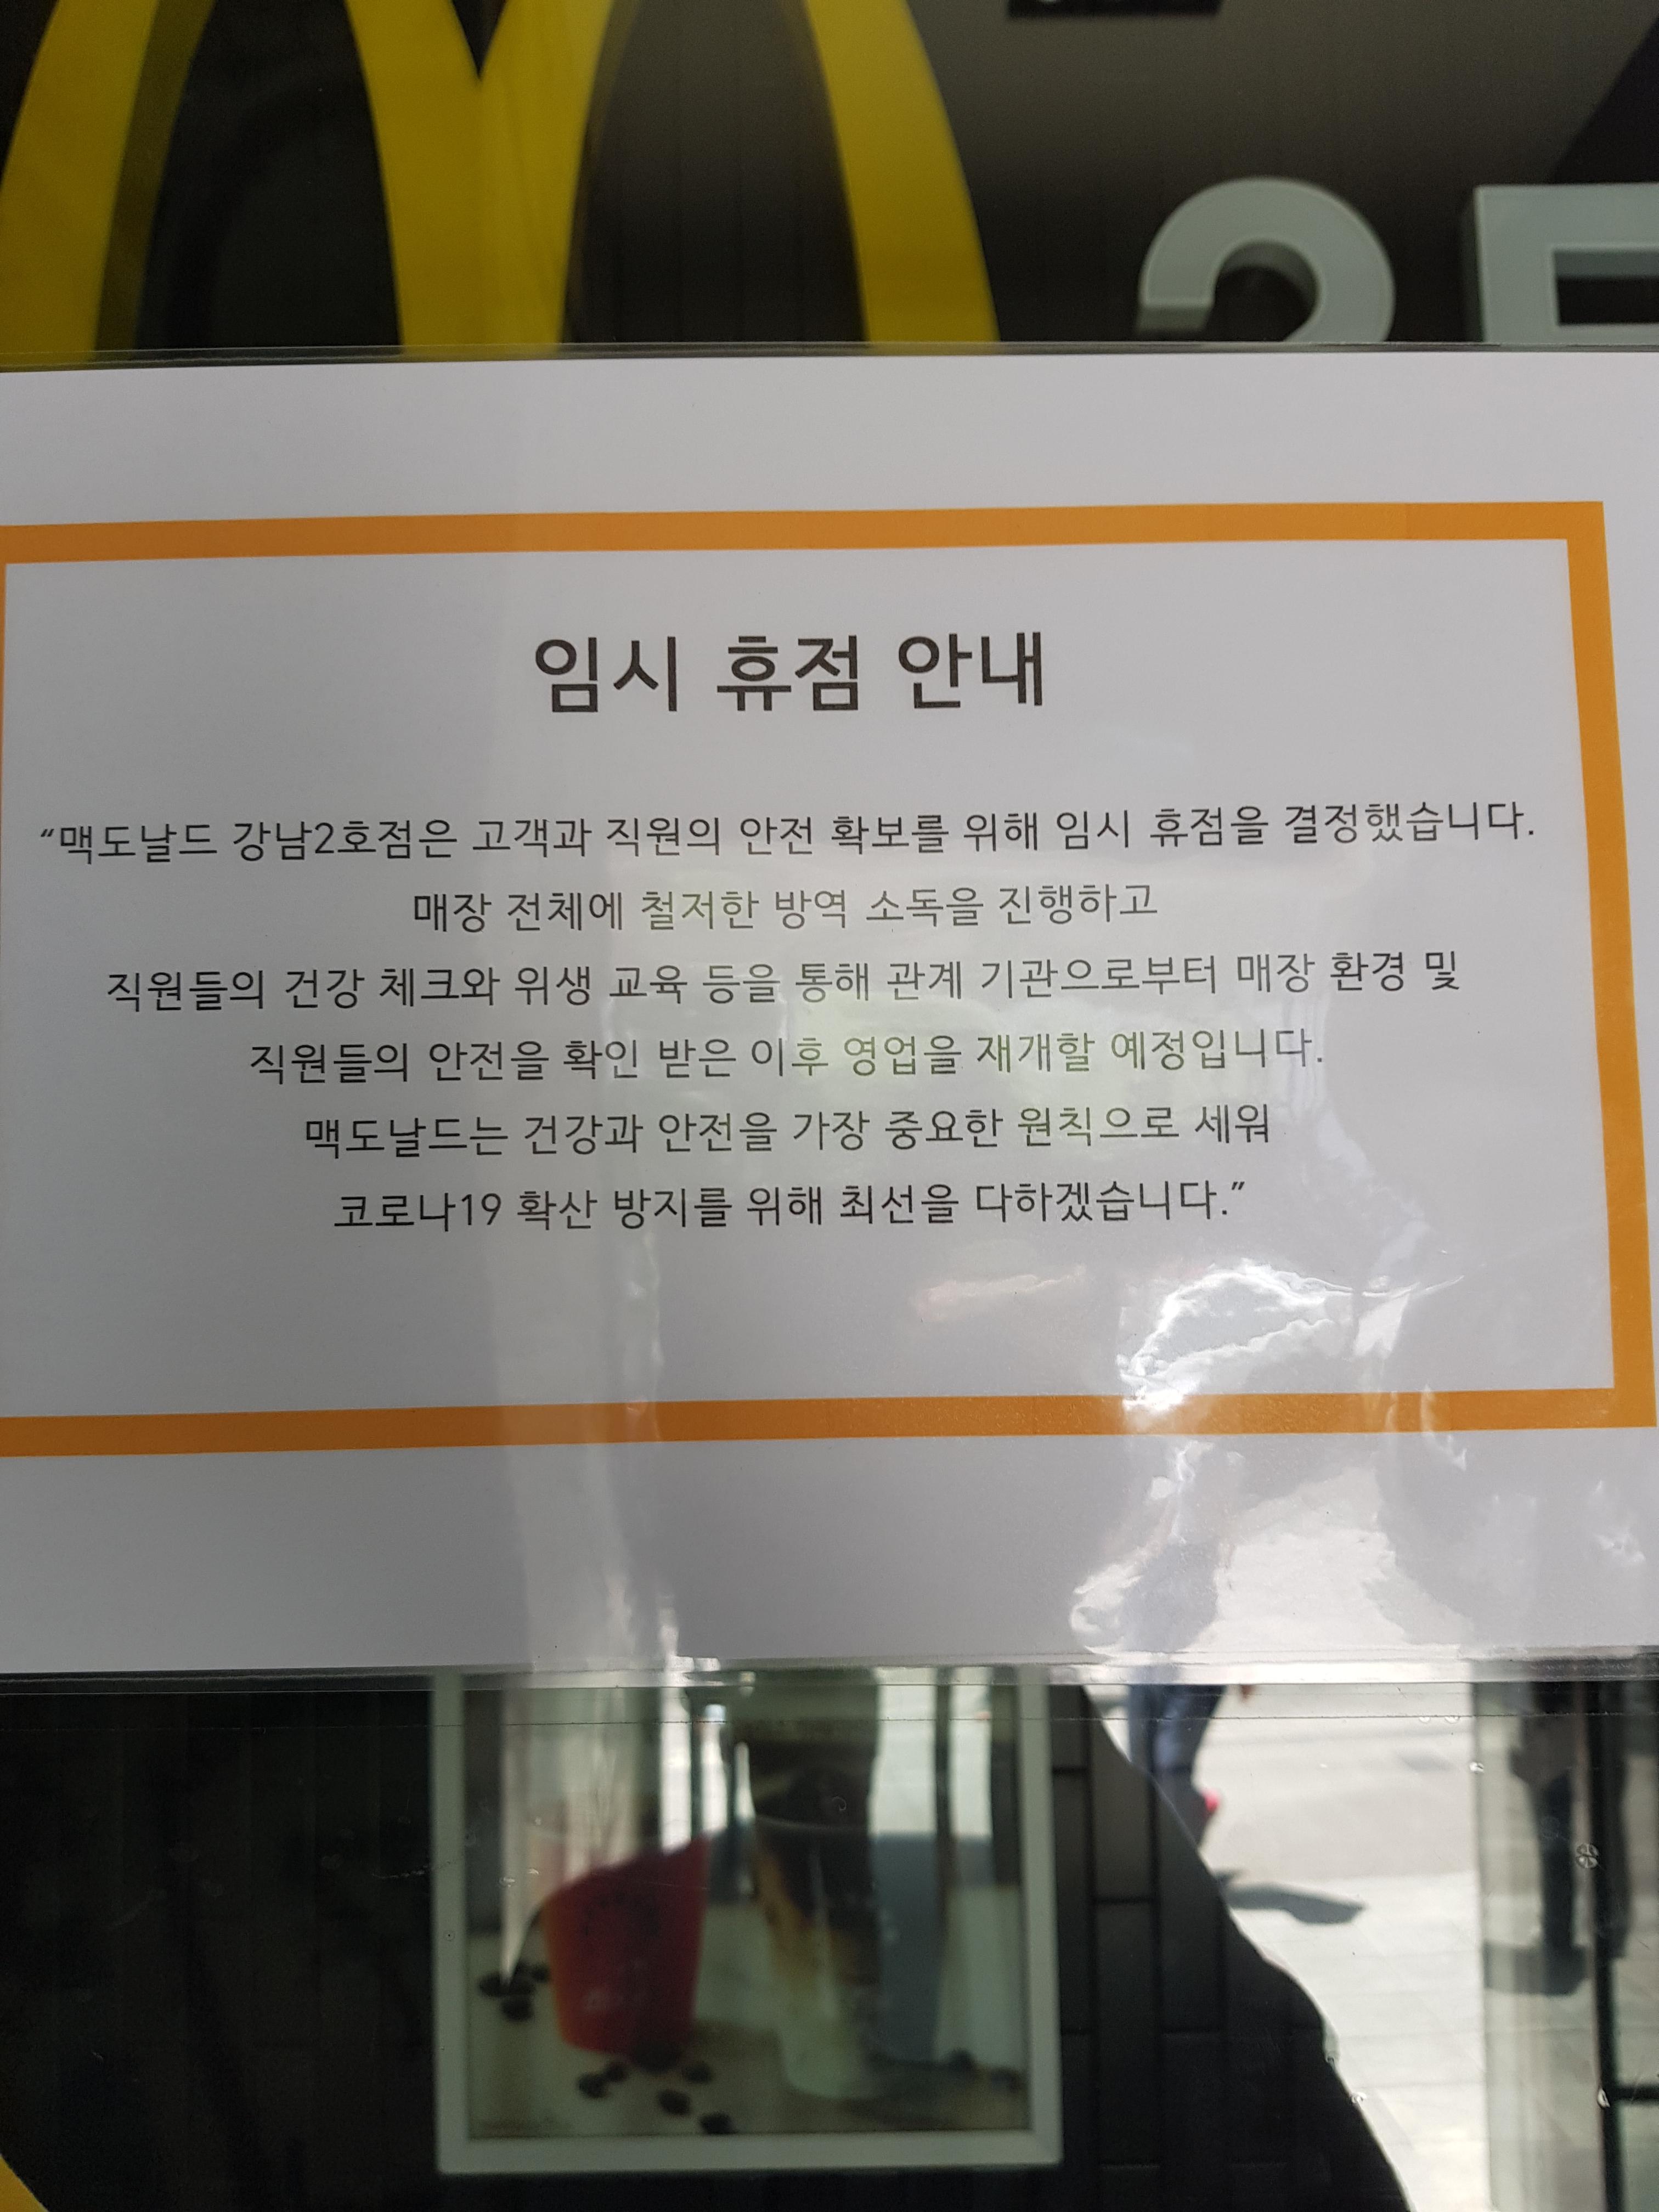 임시 휴점 안내
“맥도날드 강남2호점은 고객과 직원의 안전 확보를 위해 임시 휴점을 결정했습니다.
매장 전체에 철저한 방역 소독을 진행하고
직원들의 건강 체크와 위생 교육 등을 통해 관계 기관으로부터 매장 환경 및
직원들의 안전을 확인 받은 이후 영업을 재개할 예정입니다.
맥도날드는 건강과 안전을 가장 중요한 원칙으로 세워
코로나19 확산 방지를 위해 최선을 다하겠습니다.”